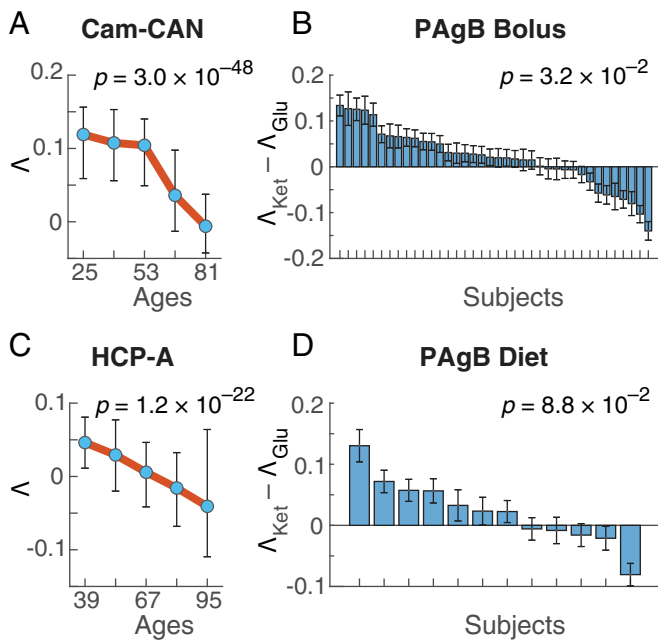 A
Cam-CAN
p = 3.0 × 10⁻⁴⁸
0.2
0.1
0
Λ
25
53
81
Ages
B
PAgB Bolus
p = 3.2 × 10⁻²
0.2
0.1
0
-0.1
-0.2
Λ_Ket − Λ_Glu
Subjects
C
HCP-A
p = 1.2 × 10⁻²²
0.1
0
-0.1
Λ
39
67
95
Ages
D
PAgB Diet
p = 8.8 × 10⁻²
0.2
0.1
0
-0.1
Λ_Ket − Λ_Glu
Subjects